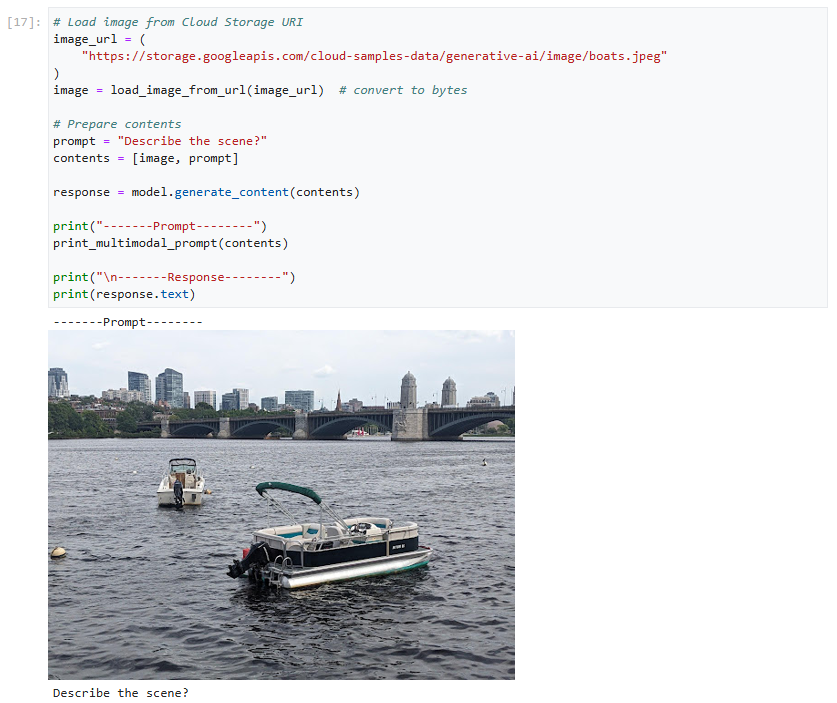 [17]: # Load image from Cloud Storage URI
image_url = (
    "https://storage.googleapis.com/cloud-samples-data/generative-ai/image/boats.jpeg"
)
image = load_image_from_url(image_url)  # convert to bytes

# Prepare contents
prompt = "Describe the scene?"
contents = [image, prompt]

response = model.generate_content(contents)

print("-------Prompt--------")
print_multimodal_prompt(contents)

print("\n-------Response--------")
print(response.text)
-------Prompt--------
Describe the scene?